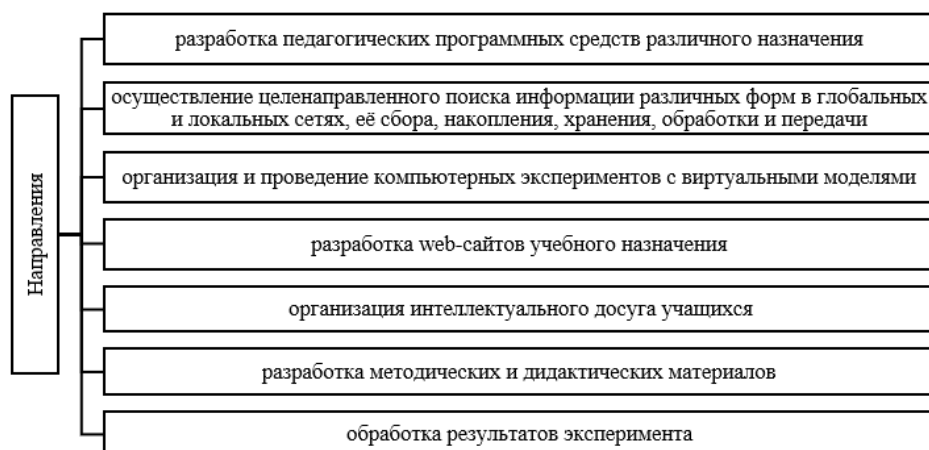 Направления
разработка педагогических программных средств различного назначения
осуществление целенаправленного поиска информации различных форм в глобальных
и локальных сетях, её сбора, накопления, хранения, обработки и передачи
организация и проведение компьютерных экспериментов с виртуальными моделями
разработка web-сайтов учебного назначения
организация интеллектуального досуга учащихся
разработка методических и дидактических материалов
обработка результатов эксперимента